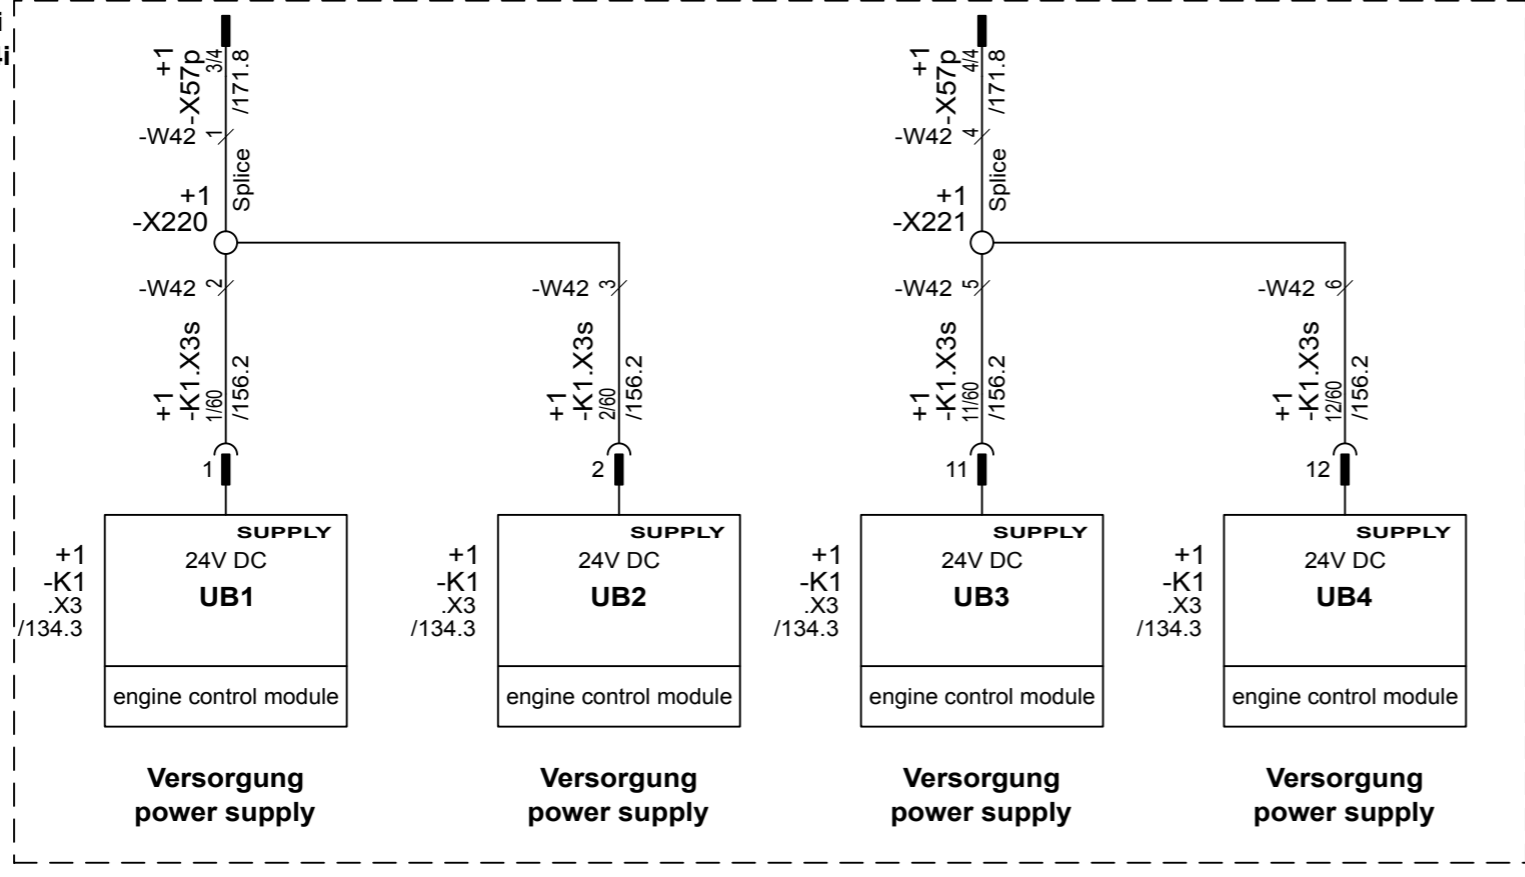 +1
-X57p
3/4
/171.8
-W42
1
Splice
+1
-X220
-W42
2
+1
-K1.X3s
1/60
/156.2
1
-W42
3
+1
-K1.X3s
2/60
/156.2
2
+1
-X57p
4/4
/171.8
-W42
4
Splice
+1
-X221
-W42
5
+1
-K1.X3s
11/60
/156.2
11
-W42
6
+1
-K1.X3s
12/60
/156.2
12
+1
-K1
.X3
/134.3
SUPPLY
24V DC
UB1
engine control module
Versorgung
power supply
+1
-K1
.X3
/134.3
SUPPLY
24V DC
UB2
engine control module
Versorgung
power supply
+1
-K1
.X3
/134.3
SUPPLY
24V DC
UB3
engine control module
Versorgung
power supply
+1
-K1
.X3
/134.3
SUPPLY
24V DC
UB4
engine control module
Versorgung
power supply